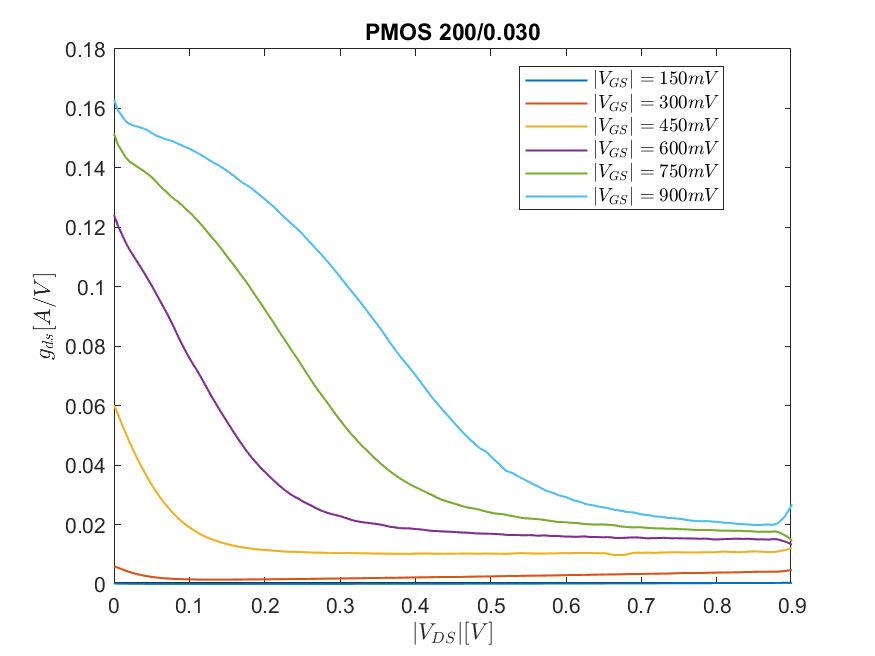 PMOS 200/0.030
0.18
0.16
0.14
0.12
0.1
0.08
0.06
0.04
0.02
0
g_ds[A/V]
|V_GS| = 150mV
|V_GS| = 300mV
|V_GS| = 450mV
|V_GS| = 600mV
|V_GS| = 750mV
|V_GS| = 900mV
0 0.1 0.2 0.3 0.4 0.5 0.6 0.7 0.8 0.9
|V_DS|[V]